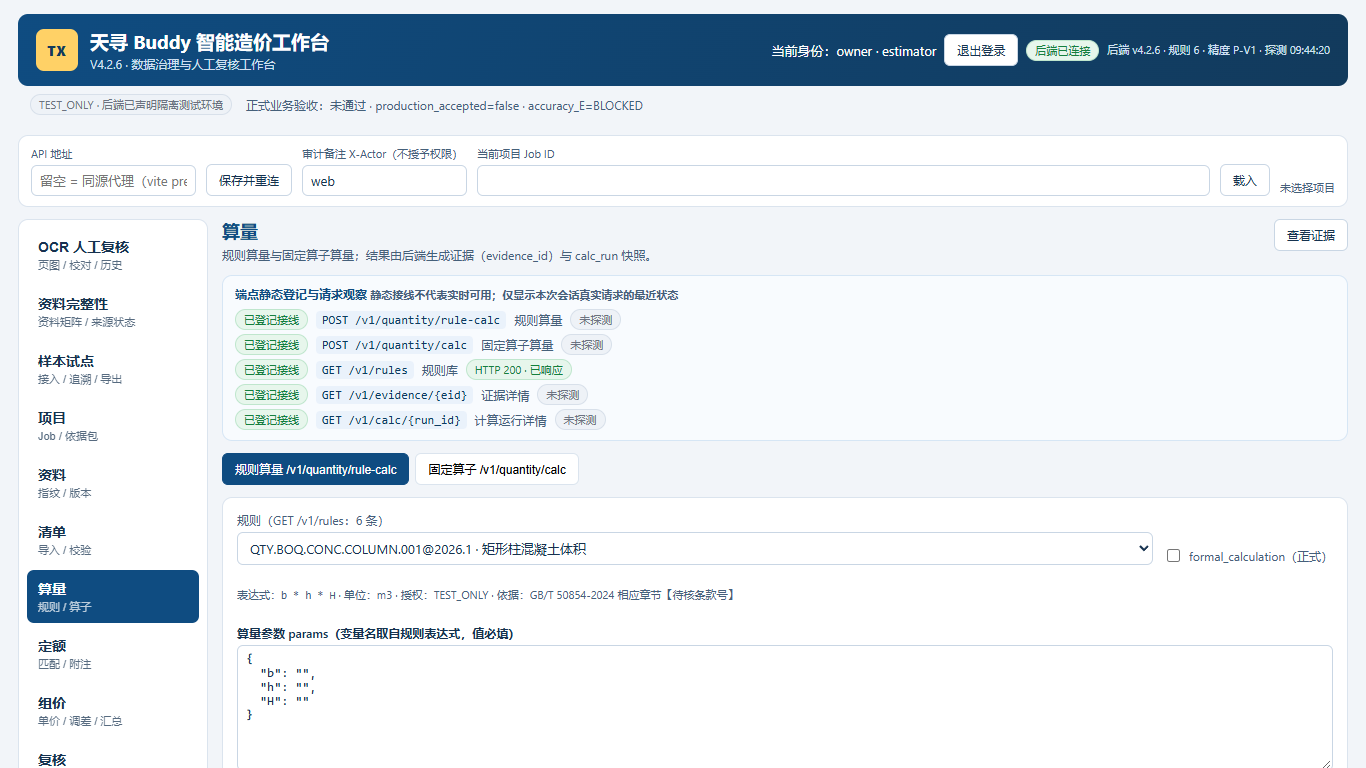 TX
天寻 Buddy 智能造价工作台
V4.2.6 · 数据治理与人工复核工作台
当前身份：owner · estimator
退出登录
后端已连接
后端 v4.2.6 · 规则 6 · 精度 P-V1 · 探测 09:44:20
TEST_ONLY · 后端已声明隔离测试环境
正式业务验收：未通过 · production_accepted=false · accuracy_E=BLOCKED
API 地址
审计备注 X-Actor（不授予权限）
当前项目 Job ID
留空 = 同源代理（vite pre
保存并重连
web
载入
未选择项目
OCR 人工复核
页图 / 校对 / 历史
资料完整性
资料矩阵 / 来源状态
样本试点
接入 / 追溯 / 导出
项目
Job / 依据包
资料
指纹 / 版本
清单
导入 / 校验
算量
规则 / 算子
定额
匹配 / 附注
组价
单价 / 调差 / 汇总
复核
算量
规则算量与固定算子算量；结果由后端生成证据（evidence_id）与 calc_run 快照。
查看证据
端点静态登记与请求观察 静态接线不代表实时可用；仅显示本次会话真实请求的最近状态
已登记接线 POST /v1/quantity/rule-calc 规则算量 未探测
已登记接线 POST /v1/quantity/calc 固定算子算量 未探测
已登记接线 GET /v1/rules 规则库 HTTP 200 · 已响应
已登记接线 GET /v1/evidence/{eid} 证据详情 未探测
已登记接线 GET /v1/calc/{run_id} 计算运行详情 未探测
规则算量 /v1/quantity/rule-calc
固定算子 /v1/quantity/calc
规则（GET /v1/rules：6 条）
QTY.BOQ.CONC.COLUMN.001@2026.1 · 矩形柱混凝土体积
formal_calculation（正式）
表达式：b * h * H · 单位：m3 · 授权：TEST_ONLY · 依据：GB/T 50854-2024 相应章节【待核条款号】
算量参数 params（变量名取自规则表达式，值必填）
{
"b": "",
"h": "",
"H": ""
}